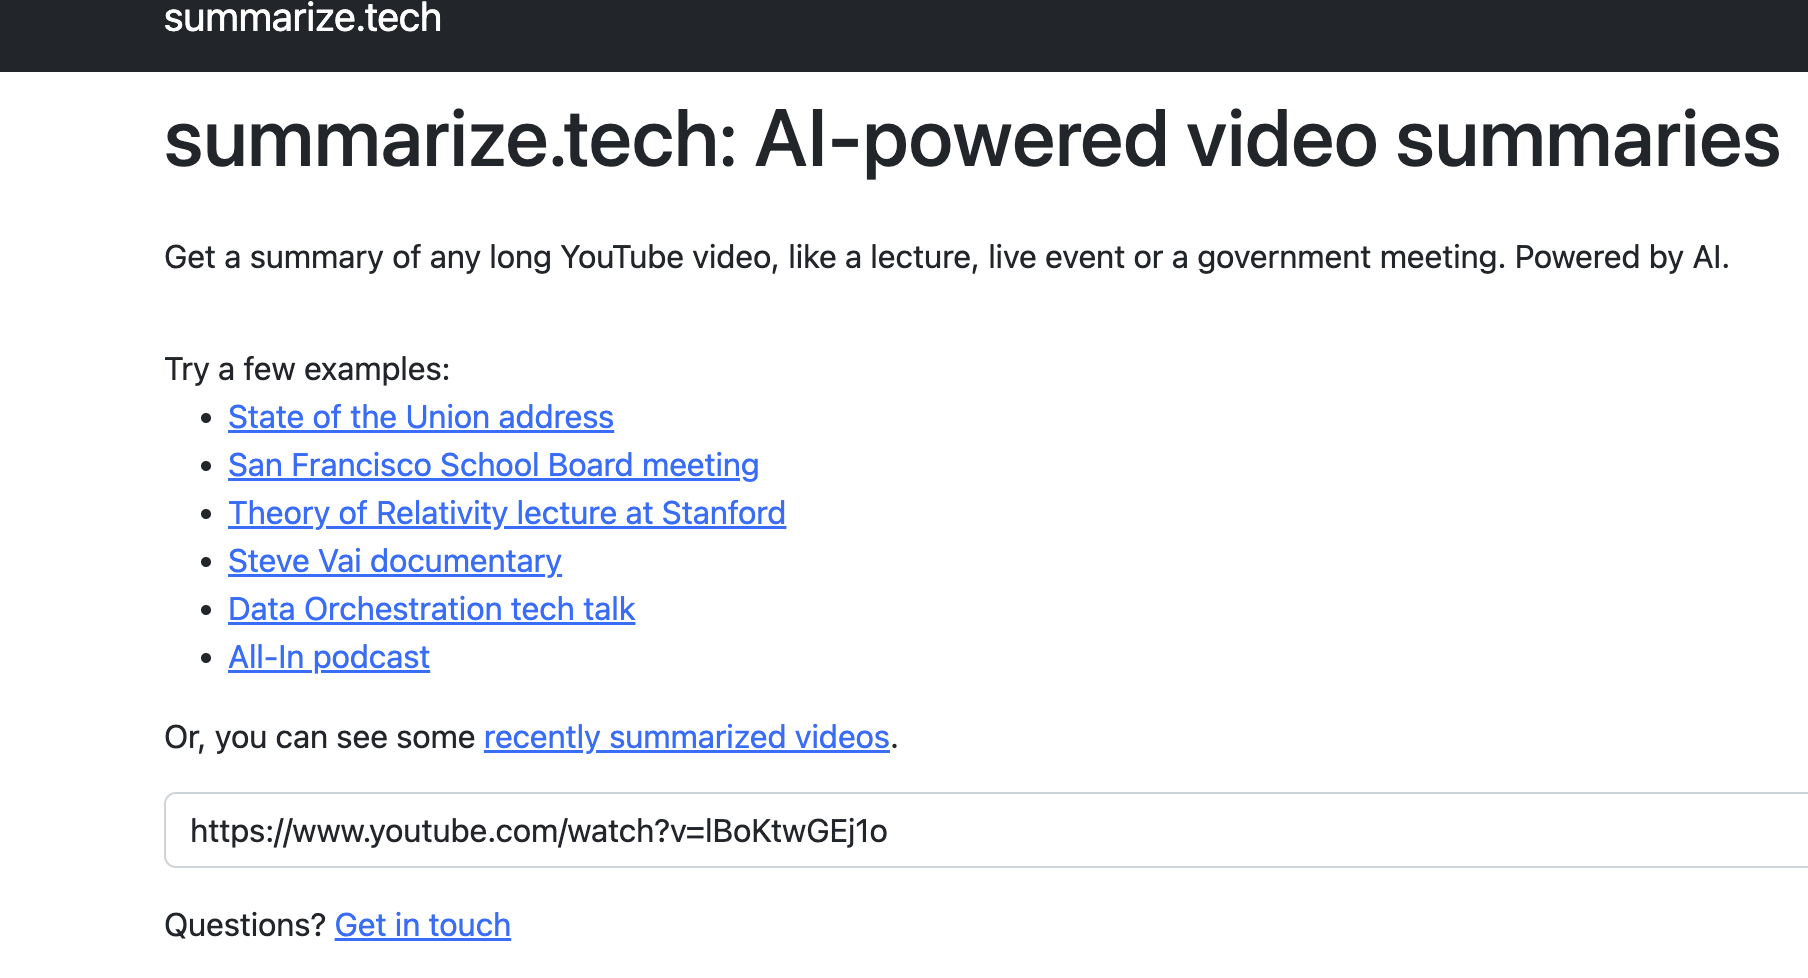 summarize.tech
summarize.tech: AI-powered video summaries
Get a summary of any long YouTube video, like a lecture, live event or a government meeting. Powered by AI.
Try a few examples:
State of the Union address
San Francisco School Board meeting
Theory of Relativity lecture at Stanford
Steve Vai documentary
Data Orchestration tech talk
All-In podcast
Or, you can see some recently summarized videos.
https://www.youtube.com/watch?v=lBoKtwGEj1o
Questions? Get in touch